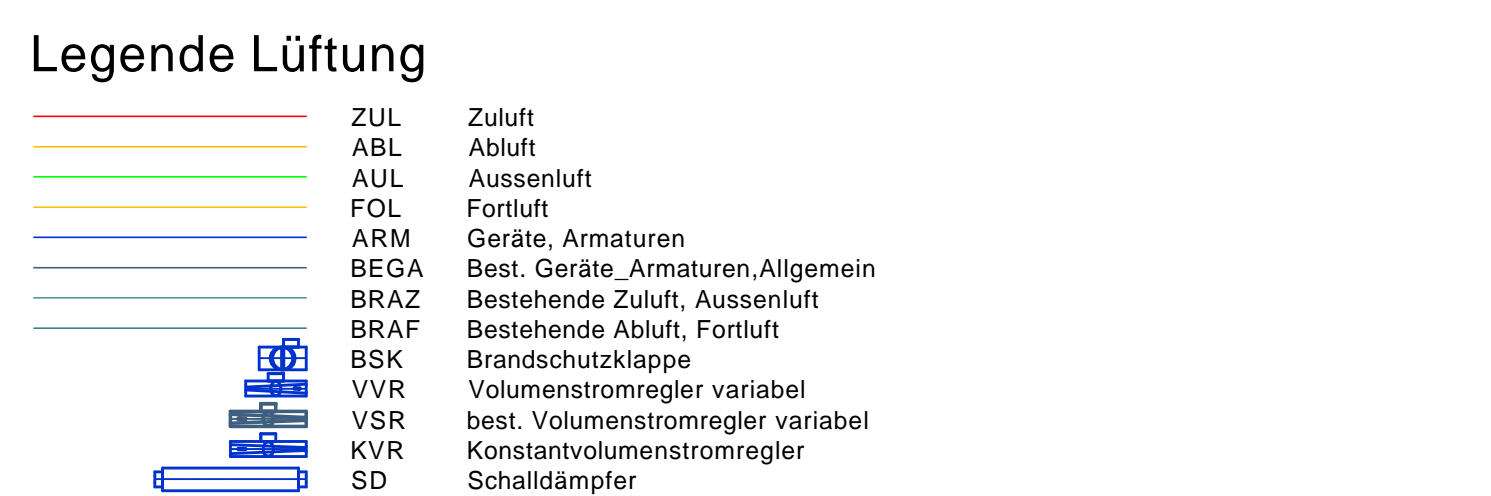 Legende Lüftung
ZUL Zuluft
ABL Abluft
AUL Aussenluft
FOL Fortluft
ARM Geräte, Armaturen
BEGA Best. Geräte_Armaturen,Allgemein
BRAZ Bestehende Zuluft, Aussenluft
BRAF Bestehende Abluft, Fortluft
BSK Brandschutzklappe
VVR Volumenstromregler variabel
VSR best. Volumenstromregler variabel
KVR Konstantvolumenstromregler
SD Schalldämpfer